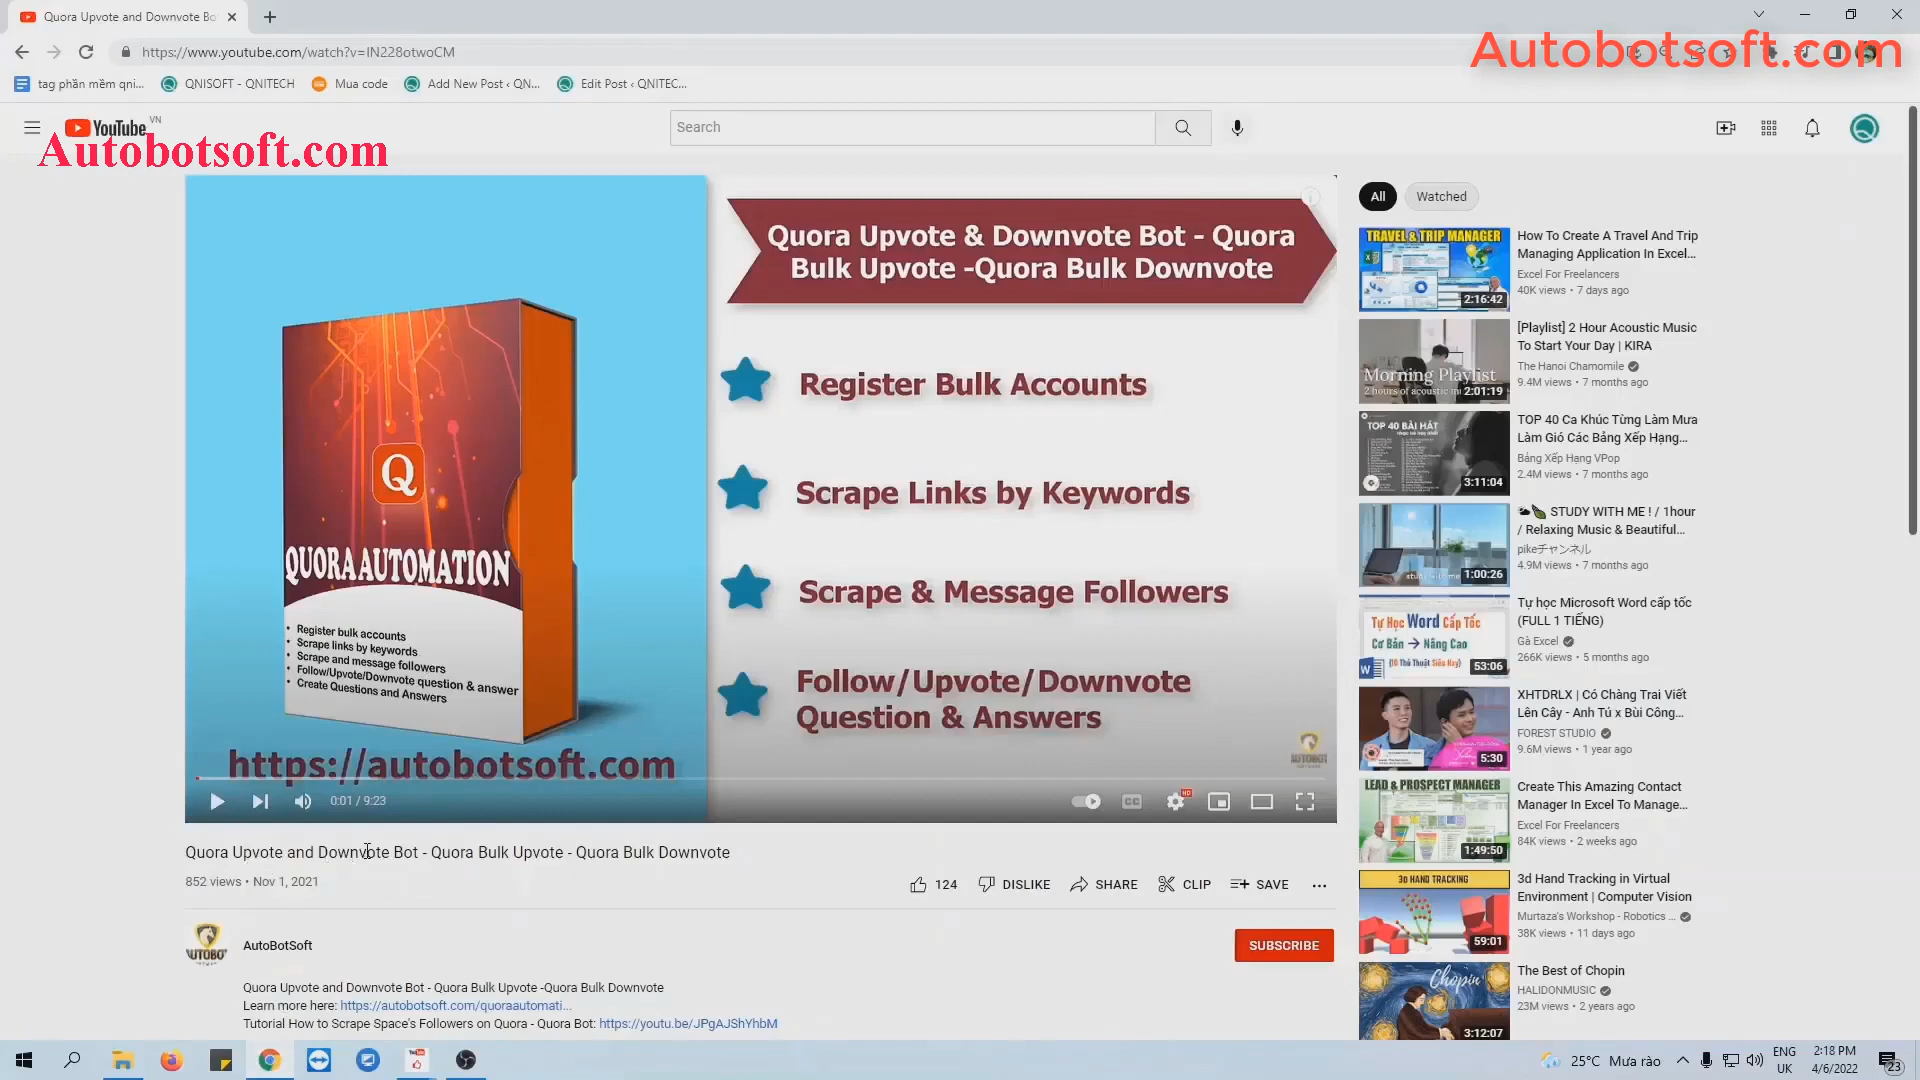 Quora Upvote and Downvote Bo
https://www.youtube.com/watch?v=IN228otwoCM
Autobotsoft.com
tag phần mềm qni...
QNISOFT - QNITECH
Mua code
Add New Post ‹ QN...
Edit Post ‹ QNITEC...
YouTube VN
Search
Autobotsoft.com
Quora Upvote & Downvote Bot - Quora
Bulk Upvote -Quora Bulk Downvote
Register Bulk Accounts
Scrape Links by Keywords
Scrape & Message Followers
Follow/Upvote/Downvote
Question & Answers
Q
QUORA AUTOMATION
• Register bulk accounts
• Scrape links by keywords
• Scrape and message followers
• Follow/Upvote/Downvote question & answer
• Create Questions and Answers
https://autobotsoft.com
AUTOBOT
0:01 / 9:23
CC
HD
Quora Upvote and Downvote Bot - Quora Bulk Upvote - Quora Bulk Downvote
852 views • Nov 1, 2021
124
DISLIKE
SHARE
CLIP
SAVE
AutoBotSoft
SUBSCRIBE
Quora Upvote and Downvote Bot - Quora Bulk Upvote -Quora Bulk Downvote
Learn more here: https://autobotsoft.com/quoraautomati...
Tutorial How to Scrape Space's Followers on Quora - Quora Bot: https://youtu.be/JPgAJShYhbM
All
Watched
TRAVEL & TRIP MANAGER
2:16:42
How To Create A Travel And Trip
Managing Application In Excel...
Excel For Freelancers
40K views • 7 days ago
Morning Playlist
2 hours of acoustic
2:01:19
[Playlist] 2 Hour Acoustic Music
To Start Your Day | KIRA
The Hanoi Chamomile
9.4M views • 7 months ago
TOP 40 BÀI HÁT
3:11:04
TOP 40 Ca Khúc Từng Làm Mưa
Làm Gió Các Bảng Xếp Hạng...
Bảng Xếp Hạng VPop
2.4M views • 7 months ago
1:00:26
STUDY WITH ME ! / 1hour
/ Relaxing Music & Beautiful...
pikeチャンネル
4.9M views • 7 months ago
Tự Học Word Cấp Tốc
Cơ Bản → Nâng Cao
(10 Thủ Thuật Siêu Hay)
53:06
Tự học Microsoft Word cấp tốc
(FULL 1 TIẾNG)
Gà Excel
266K views • 5 months ago
5:30
XHTDRLX | Có Chàng Trai Viết
Lên Cây - Anh Tú x Bùi Công...
FOREST STUDIO
9.6M views • 1 year ago
LEAD & PROSPECT MANAGER
1:49:50
Create This Amazing Contact
Manager In Excel To Manage...
Excel For Freelancers
84K views • 2 weeks ago
3D HAND TRACKING
59:01
3d Hand Tracking in Virtual
Environment | Computer Vision
Murtaza's Workshop - Robotics ...
38K views • 11 days ago
Chopin
3:12:07
The Best of Chopin
HALIDONMUSIC
23M views • 2 years ago
25°C Mưa rào
ENG
UK
2:18 PM
4/6/2022
23